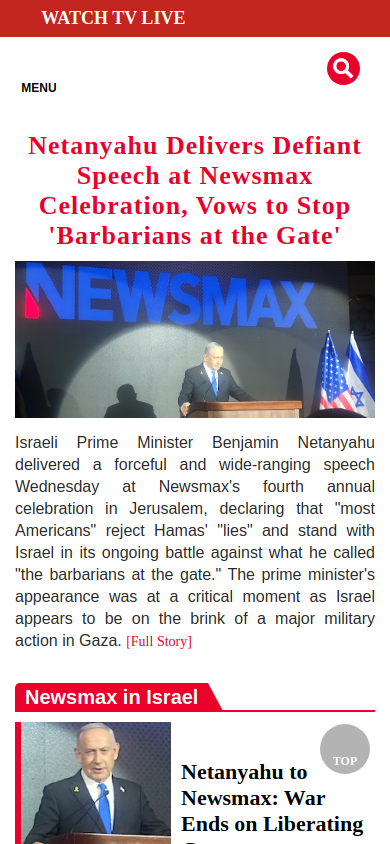 WATCH TV LIVE
MENU
Netanyahu Delivers Defiant
Speech at Newsmax
Celebration, Vows to Stop
'Barbarians at the Gate'
NEWSMAX
Israeli Prime Minister Benjamin Netanyahu
delivered a forceful and wide-ranging speech
Wednesday at Newsmax's fourth annual
celebration in Jerusalem, declaring that "most
Americans" reject Hamas' "lies" and stand with
Israel in its ongoing battle against what he called
"the barbarians at the gate." The prime minister's
appearance was at a critical moment as Israel
appears to be on the brink of a major military
action in Gaza. [Full Story]
Newsmax in Israel
TOP
Netanyahu to
Newsmax: War
Ends on Liberating